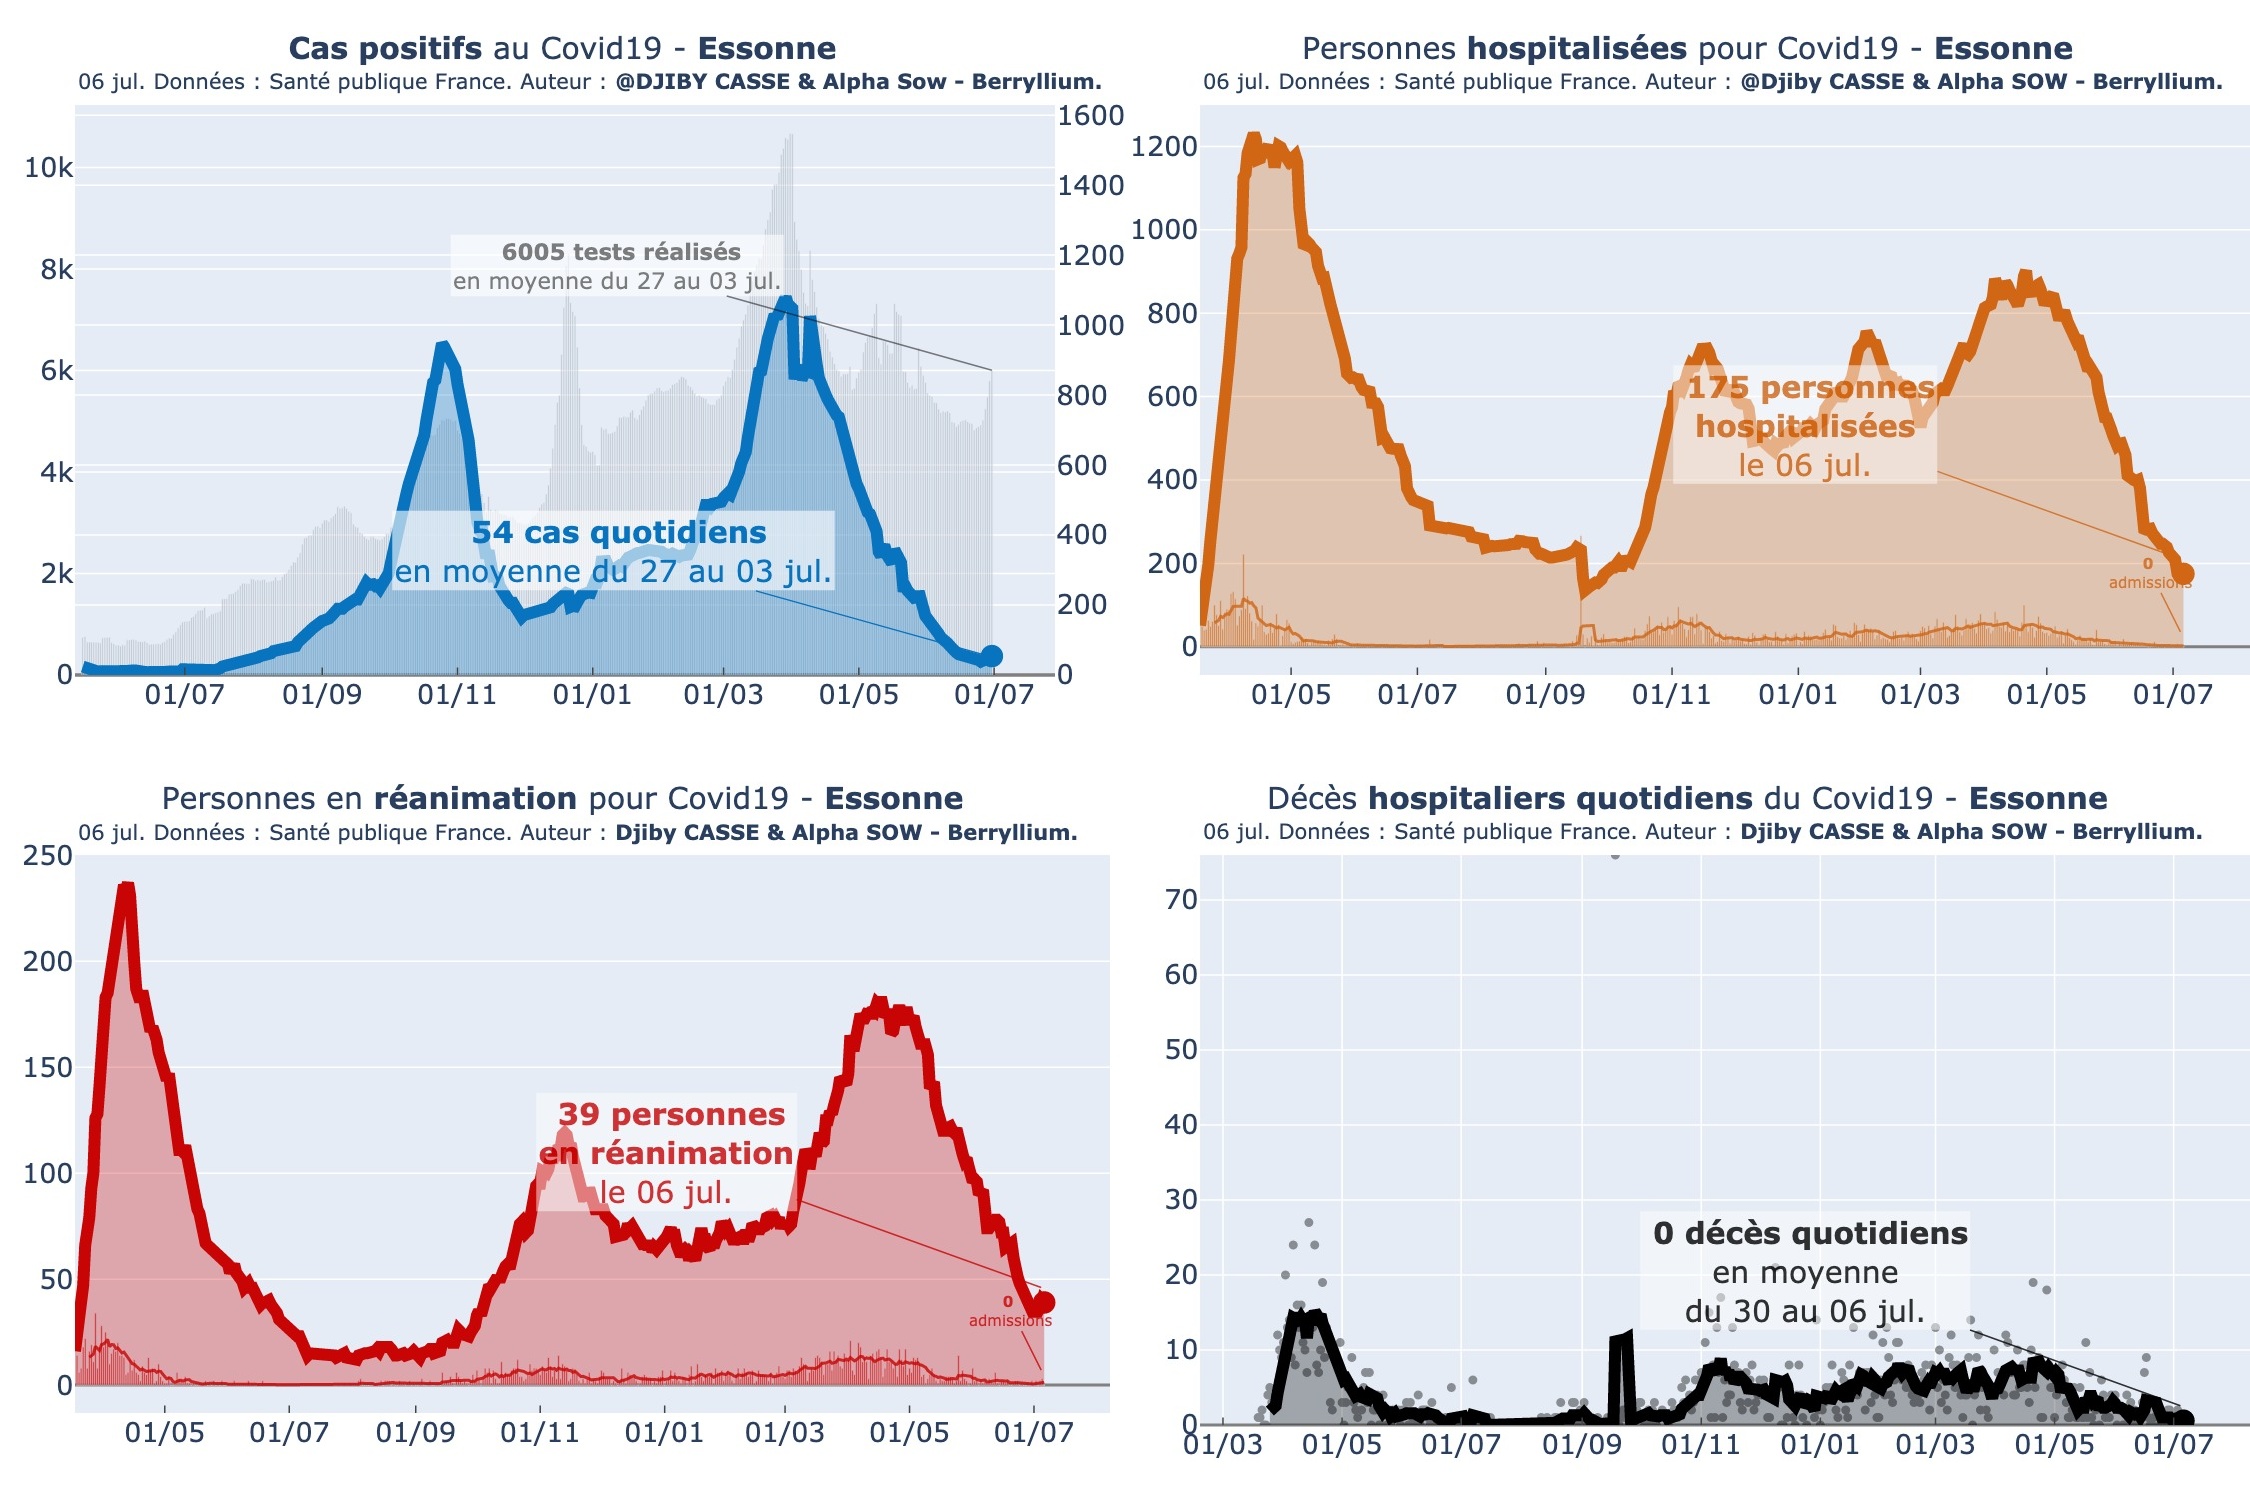 Cas positifs au Covid19 - Essonne
06 jul. Données : Santé publique France. Auteur : @DJIBY CASSE & Alpha Sow - Berryllium.
10k
8k
6k
4k
2k
0
1600
1400
1200
1000
800
600
400
200
0
6005 tests réalisés
en moyenne du 27 au 03 jul.
54 cas quotidiens
en moyenne du 27 au 03 jul.
01/07 01/09 01/11 01/01 01/03 01/05 01/07
Personnes hospitalisées pour Covid19 - Essonne
06 jul. Données : Santé publique France. Auteur : @Djiby CASSE & Alpha SOW - Berryllium.
1200
1000
800
600
400
200
0
175 personnes
hospitalisées
le 06 jul.
0
admissions
01/05 01/07 01/09 01/11 01/01 01/03 01/05 01/07
Personnes en réanimation pour Covid19 - Essonne
06 jul. Données : Santé publique France. Auteur : Djiby CASSE & Alpha SOW - Berryllium.
250
200
150
100
50
0
39 personnes
en réanimation
le 06 jul.
0
admissions
01/05 01/07 01/09 01/11 01/01 01/03 01/05 01/07
Décès hospitaliers quotidiens du Covid19 - Essonne
06 jul. Données : Santé publique France. Auteur : Djiby CASSE & Alpha SOW - Berryllium.
70
60
50
40
30
20
10
0
0 décès quotidiens
en moyenne
du 30 au 06 jul.
01/03 01/05 01/07 01/09 01/11 01/01 01/03 01/05 01/07